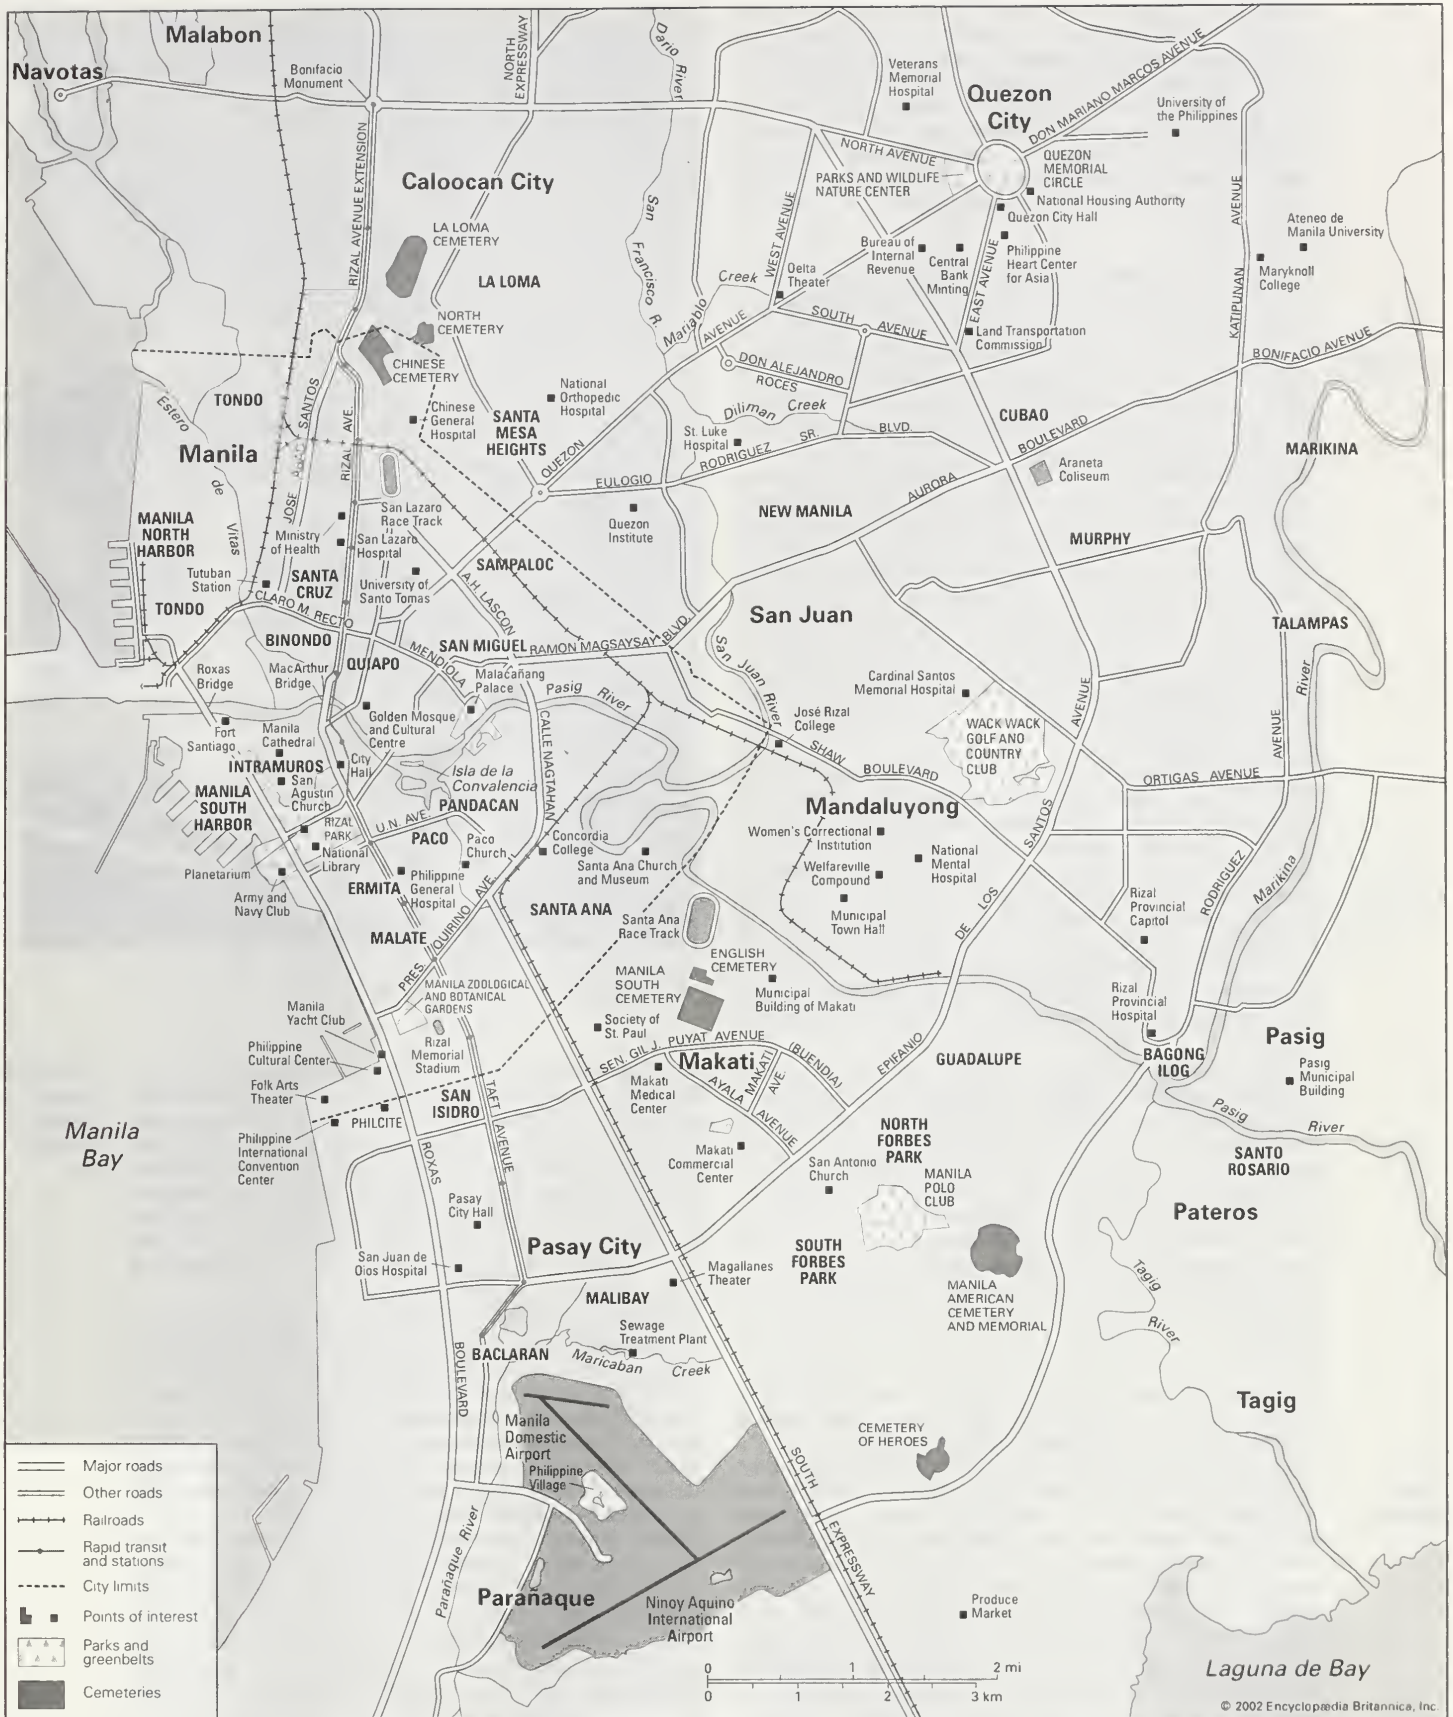 Malabon
Navotas
Bonifacio
Monument
NORTH
EXPRESSWAY
Dario River
Veterans
Memorial
Hospital
Quezon
City
DON MARIANO MARCOS AVENUE
University of
the Philippines
RIZAL AVENUE EXTENSION
Caloocan City
NORTH AVENUE
PARKS AND WILDLIFE
NATURE CENTER
QUEZON
MEMORIAL
CIRCLE
National Housing Authority
Quezon City Hall
KATIPUNAN AVENUE
Ateneo de
Manila University
Maryknoll
College
LA LOMA
CEMETERY
LA LOMA
San Francisco R.
WEST AVENUE
Bureau of
Internal
Revenue
Central
Bank
Minting
EAST AVENUE
Philippine
Heart Center
for Asia
Mariablo Creek
Delta
Theater
NORTH
CEMETERY
AVENUE
SOUTH AVENUE
Land Transportation
Commission
BONIFACIO AVENUE
CHINESE
CEMETERY
DON ALEJANDRO
ROCES
TONDO
Estero de Vitas
JOSE ABAD SANTOS
RIZAL AVE.
Chinese
General
Hospital
SANTA
MESA
HEIGHTS
National
Orthopedic
Hospital
Diliman Creek
CUBAO
BOULEVARD
Manila
QUEZON
St. Luke
Hospital
EULOGIO RODRIGUEZ SR. BLVD.
MARIKINA
Araneta
Coliseum
AURORA
MANILA
NORTH
HARBOR
San Lazaro
Race Track
Ministry
of Health
San Lazaro
Hospital
Quezon
Institute
NEW MANILA
MURPHY
SAMPALOC
Tutuban
Station
SANTA
CRUZ
University of
Santo Tomas
A.H. LASCON
TONDO
CLARO M. RECTO
San Juan
TALAMPAS
BINONDO
SAN MIGUEL
RAMON MAGSAYSAY BLVD.
QUIAPO
MENDIOLA
Roxas
Bridge
MacArthur
Bridge
Malacañang
Palace
Pasig River
San Juan River
Cardinal Santos
Memorial Hospital
River
Fort
Santiago
Manila
Cathedral
Golden Mosque
and Cultural
Centre
José Rizal
College
WACK WACK
GOLF AND
COUNTRY
CLUB
AVENUE
AVENUE
INTRAMUROS
City
Hall
Isla de la
Convalencia
CALLE NAGTAHAN
SHAW BOULEVARD
ORTIGAS AVENUE
MANILA
SOUTH
HARBOR
San
Agustin
Church
PANDACAN
Mandaluyong
RIZAL
PARK
U.N. AVE.
PACO
Paco
Church
Concordia
College
Women's Correctional
Institution
SANTOS
Planetarium
National
Library
Santa Ana Church
and Museum
Welfareville
Compound
National
Mental
Hospital
Army and
Navy Club
ERMITA
Philippine
General
Hospital
Municipal
Town Hall
DE LOS
RODRIGUEZ
Marikina
SANTA ANA
Santa Ana
Race Track
Rizal
Provincial
Capitol
MALATE
PRES. QUIRINO AVE.
MANILA ZOOLOGICAL
AND BOTANICAL
GARDENS
MANILA
SOUTH
CEMETERY
ENGLISH
CEMETERY
Municipal
Building of Makati
Rizal
Provincial
Hospital
Manila
Yacht Club
Society of
St. Paul
Philippine
Cultural Center
Rizal
Memorial
Stadium
SEN. GIL J. PUYAT AVENUE (BUENDIA)
EPIFANIO
GUADALUPE
Pasig
BAGONG
ILOG
Makati
MAKATI
AVE.
AYALA AVENUE
Folk Arts
Theater
SAN
ISIDRO
TAFT AVENUE
Makati
Medical
Center
Pasig
Municipal
Building
PHILCITE
Manila
Bay
Philippine
International
Convention
Center
NORTH
FORBES
PARK
Pasig River
SANTO
ROSARIO
ROXAS
Makati
Commercial
Center
San Antonio
Church
MANILA
POLO
CLUB
Pasay
City Hall
Pateros
Pasay City
SOUTH
FORBES
PARK
San Juan de
Dios Hospital
Magallanes
Theater
Tagig River
MALIBAY
MANILA
AMERICAN
CEMETERY
AND MEMORIAL
Sewage
Treatment Plant
BACLARAN
Maricaban Creek
BOULEVARD
Tagig
Manila
Domestic
Airport
CEMETERY
OF HEROES
Philippine
Village
SOUTH
EXPRESSWAY
Parañaque River
Parañaque
Ninoy Aquino
International
Airport
Produce
Market
Major roads
Other roads
Railroads
Rapid transit
and stations
City limits
Points of interest
Parks and
greenbelts
Cemeteries
0 1 2 mi
0 1 2 3 km
Laguna de Bay
© 2002 Encyclopædia Britannica, Inc.